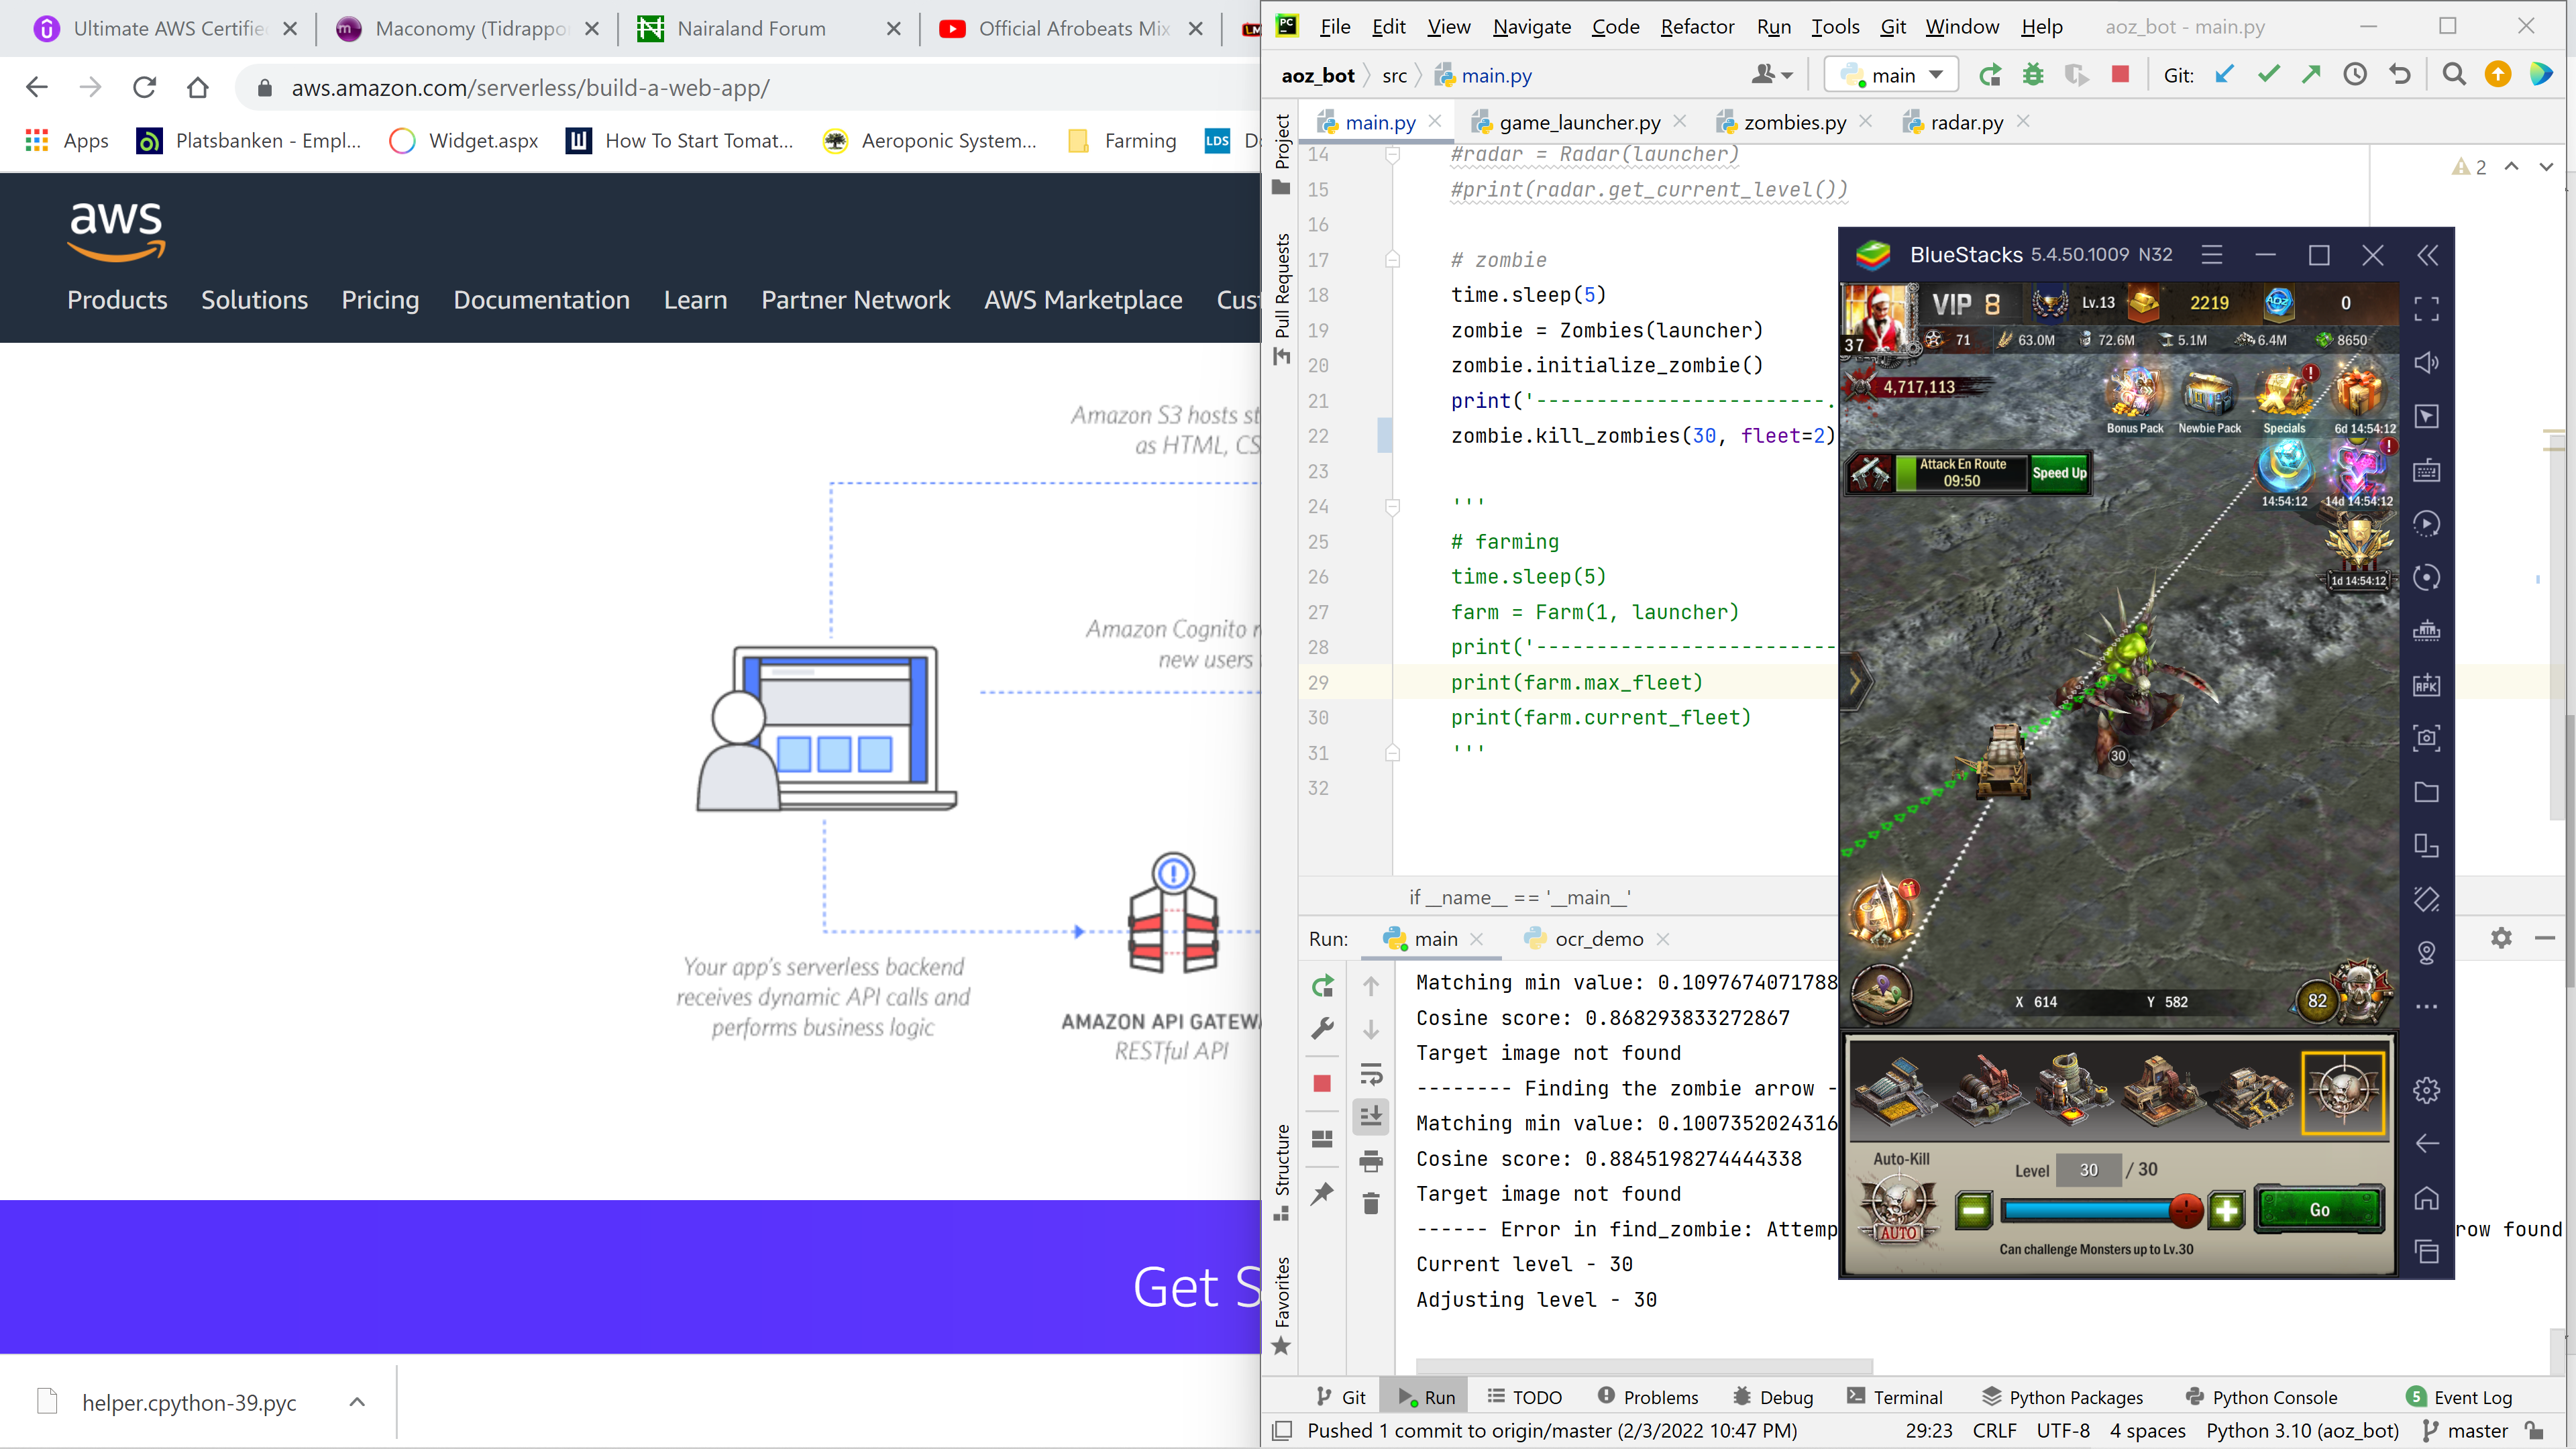 Ultimate AWS Certifie
Maconomy (Tidrappo
Nairaland Forum
Official Afrobeats Mix
aws.amazon.com/serverless/build-a-web-app/
Apps
Platsbanken - Empl...
Widget.aspx
How To Start Tomat...
Aeroponic System...
Farming
LDS
aws
Products Solutions Pricing Documentation Learn Partner Network AWS Marketplace Cus
Amazon S3 hosts st
as HTML, CS
Amazon Cognito
new users
Your app's serverless backend
receives dynamic API calls and
performs business logic
AMAZON API GATEW
RESTful API
Get S
helper.cpython-39.pyc
PC
File Edit View Navigate Code Refactor Run Tools Git Window Help aoz_bot - main.py
aoz_bot src main.py
main
Git:
main.py
game_launcher.py
zombies.py
radar.py
Project
Pull Requests
Structure
Favorites
2
14 #radar = Radar(launcher)
15 #print(radar.get_current_level())
16
17 # zombie
18 time.sleep(5)
19 zombie = Zombies(launcher)
20 zombie.initialize_zombie()
21 print('------------------------.
22 zombie.kill_zombies(30, fleet=2)
23
24 '''
25 # farming
26 time.sleep(5)
27 farm = Farm(1, launcher)
28 print('-------------------------
29 print(farm.max_fleet)
30 print(farm.current_fleet)
31 '''
32
if __name__ == '__main__'
Run: main ocr_demo
Matching min value: 0.1097674071788
Cosine score: 0.868293833272867
Target image not found
-------- Finding the zombie arrow -
Matching min value: 0.1007352024316
Cosine score: 0.8845198274444338
Target image not found
------ Error in find_zombie: Attemp
row found
Current level - 30
Adjusting level - 30
Git Run TODO Problems Debug Terminal Python Packages Python Console 5 Event Log
Pushed 1 commit to origin/master (2/3/2022 10:47 PM) 29:23 CRLF UTF-8 4 spaces Python 3.10 (aoz_bot) master
BlueStacks 5.4.50.1009 N32
VIP 8 Lv.13 2219 AOZ 0
37 71 63.0M 72.6M 5.1M 6.4M 8650
4,717,113
Bonus Pack Newbie Pack Specials 6d 14:54:12
Attack En Route
09:50
Speed Up
14:54:12 14d 14:54:12
1d 14:54:12
APK
30
X 614 Y 582
82
Auto-Kill
AUTO
Level 30 / 30
Go
Can challenge Monsters up to Lv.30